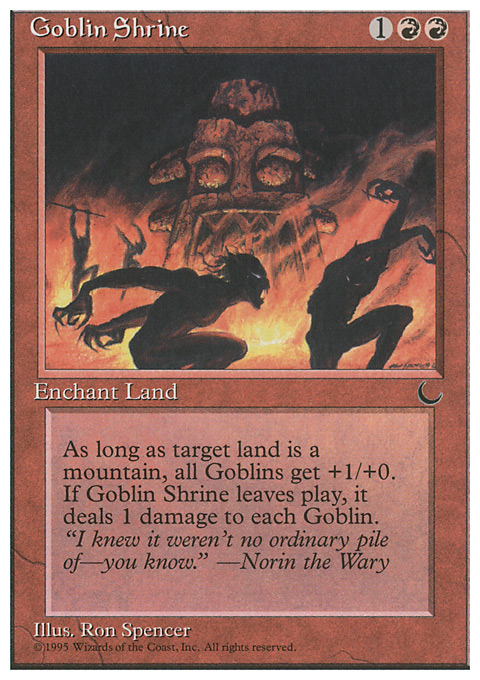 Goblin Shrine 1
Enchant Land
As long as target land is a
mountain, all Goblins get +1/+0.
If Goblin Shrine leaves play, it
deals 1 damage to each Goblin.
“I knew it weren’t no ordinary pile
of—you know.” —Norin the Wary
Illus. Ron Spencer
©1995 Wizards of the Coast, Inc. All rights reserved.